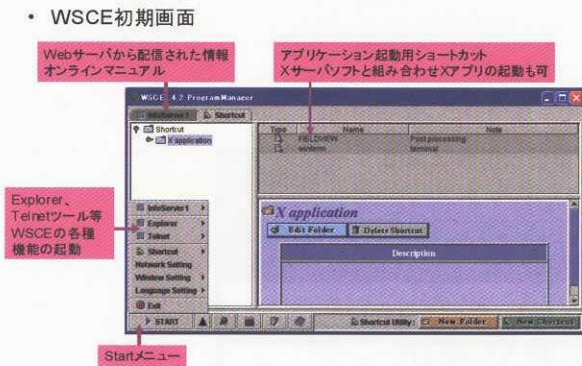 • WSCE初期画面
Webサーバから配信された情報
オンラインマニュアル
アプリケーション起動用ショートカット
Xサーバソフトと組み合わせXアプリの起動も可
WSCE 4.2 ProgramManager
InfoServer1 Shortcut
Shortcut
X application
Type Name Note
FIELDVIEW Post processing
winterm terminal
Explorer、
Telnetツール等
WSCEの各種
機能の起動
InfoServer1
Explorer
Telnet
Shortcut
Network Setting
Window Setting
Language Setting
Exit
X application
Edit Folder Delete Shortcut
Description
START
Shortcut Utility: New Folder New Shortcut
Startメニュー